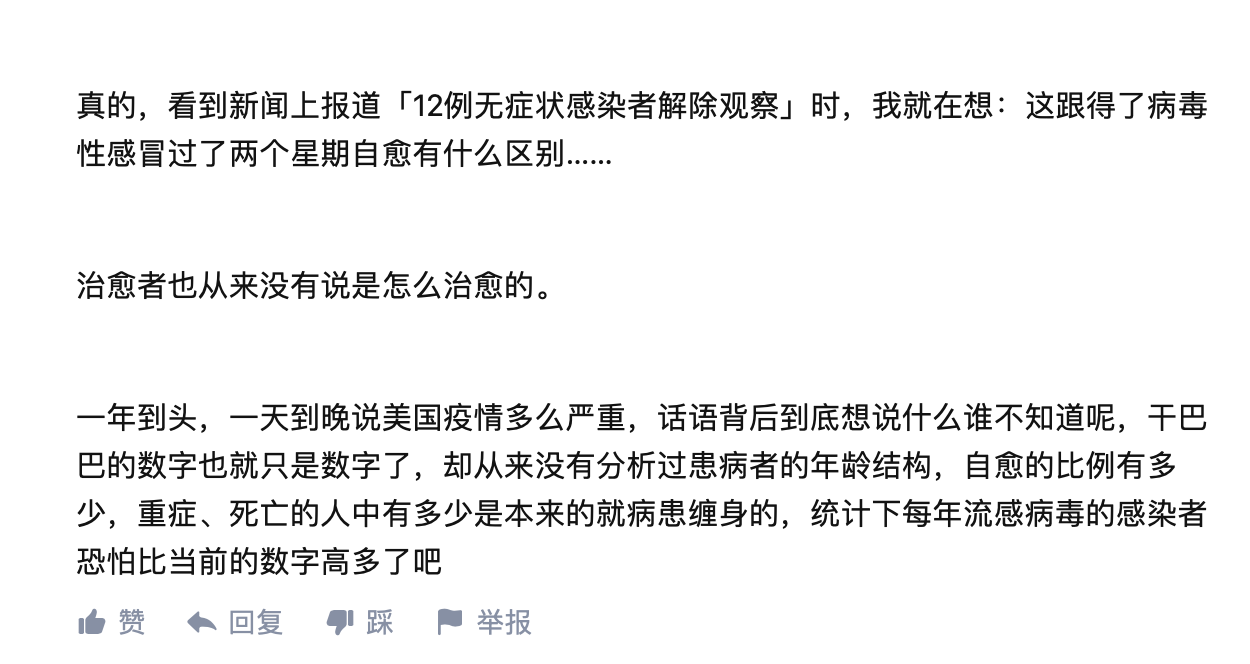 真的，看到新闻上报道「12例无症状感染者解除观察」时，我就在想：这跟得了病毒
性感冒过了两个星期自愈有什么区别......
治愈者也从来没有说是怎么治愈的。
一年到头，一天到晚说美国疫情多么严重，话语背后到底想说什么谁不知道呢，干巴
巴的数字也就只是数字了，却从来没有分析过患病者的年龄结构，自愈的比例有多
少，重症、死亡的人中有多少是本来的就病患缠身的，统计下每年流感病毒的感染者
恐怕比当前的数字高多了吧
赞 回复 踩 举报